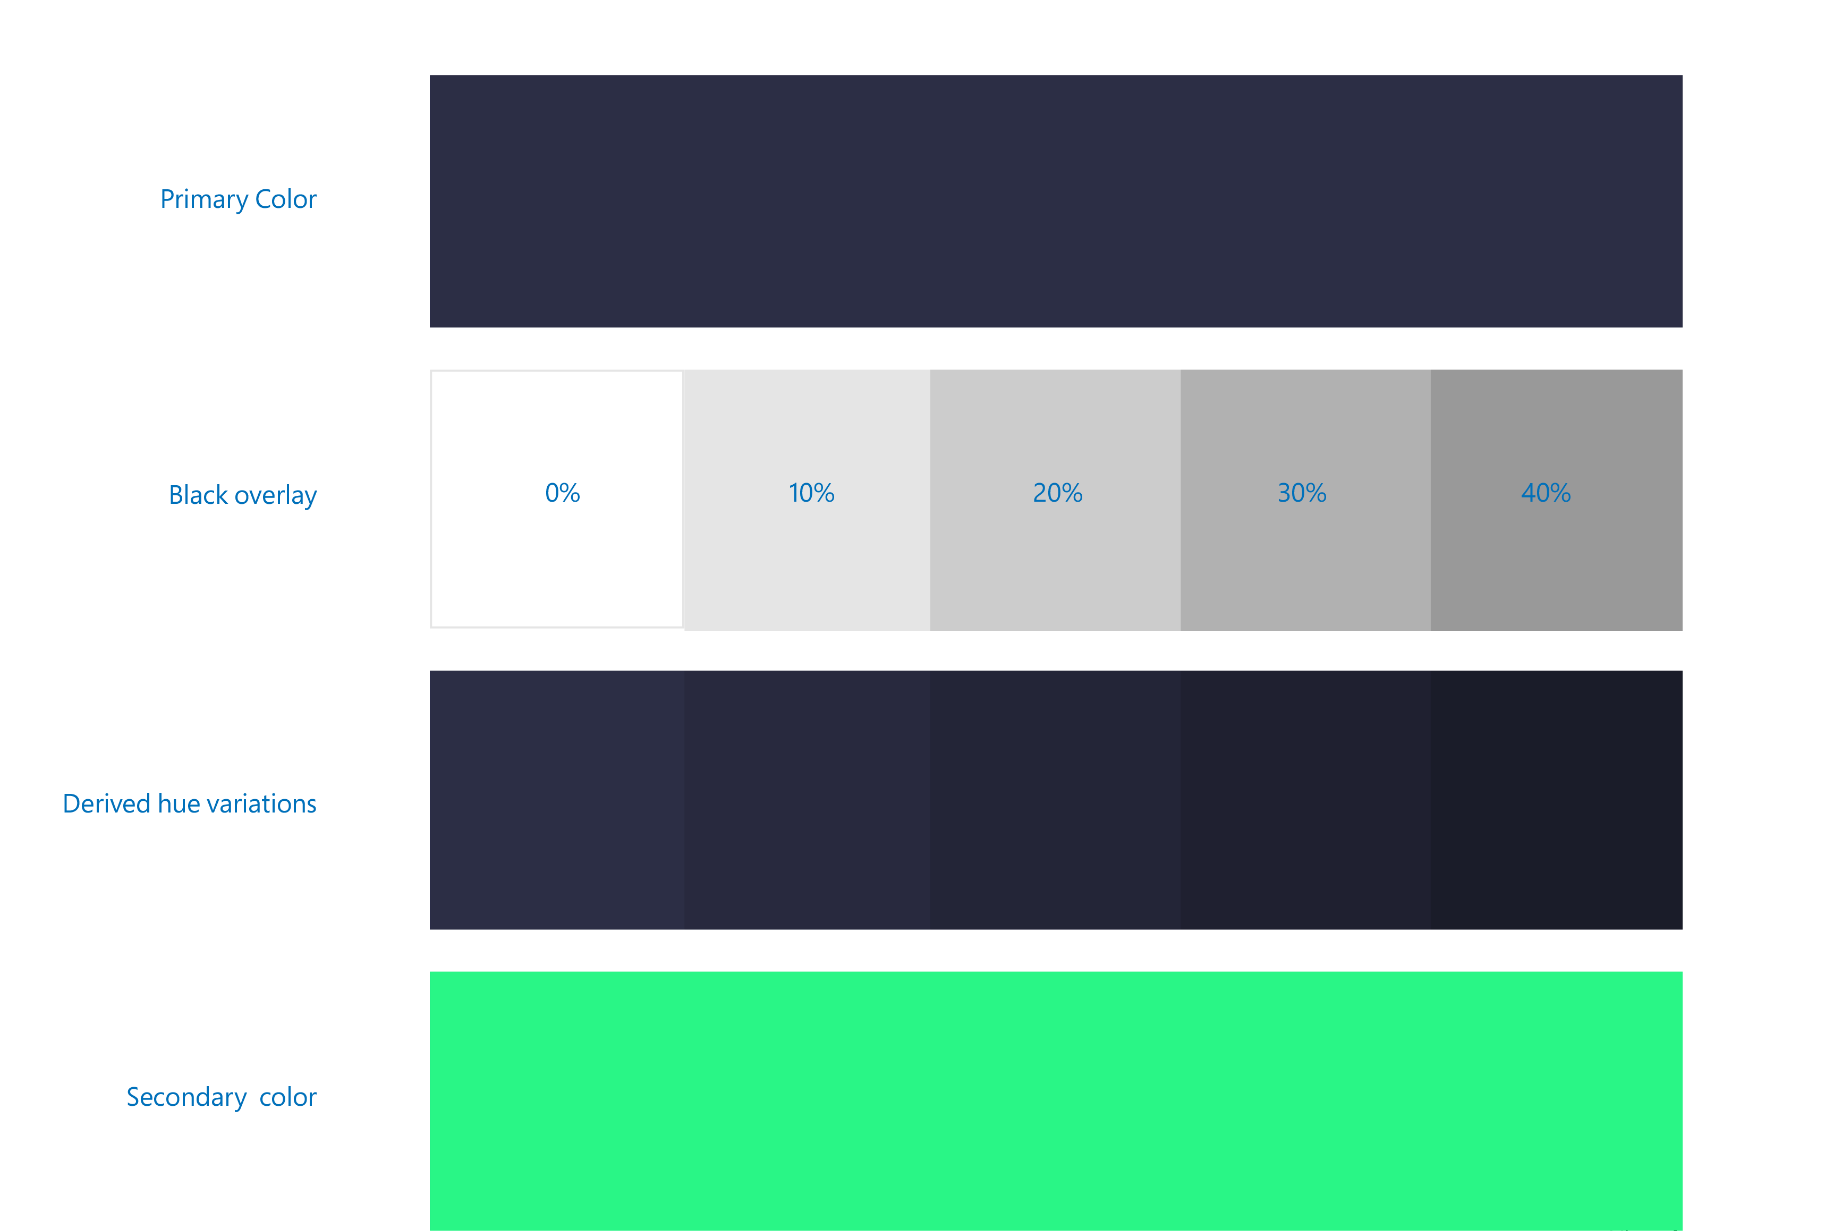 Primary Color
Black overlay
0% 10% 20% 30% 40%
Derived hue variations
Secondary  color